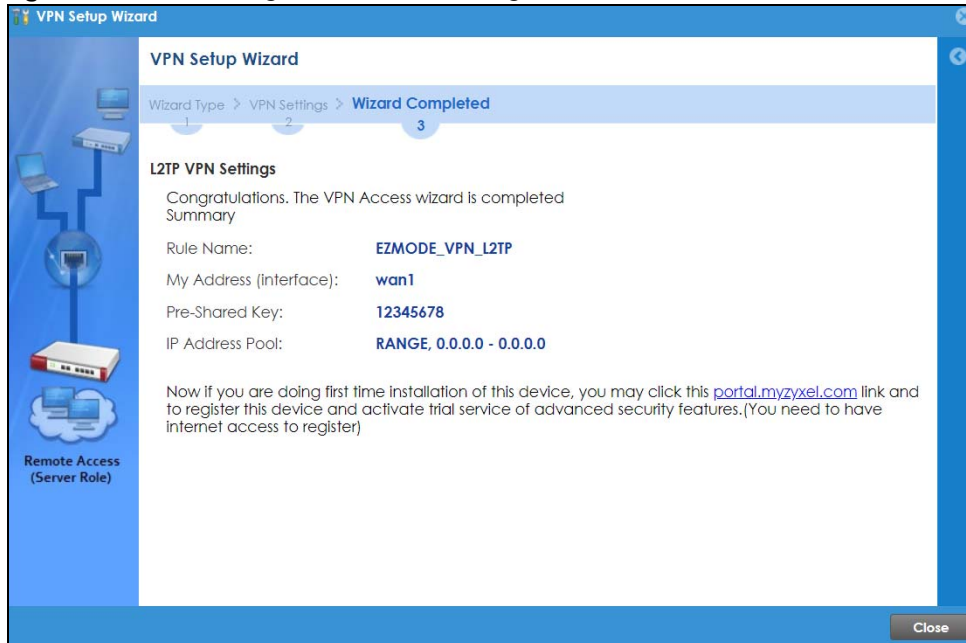 VPN Setup Wizard
VPN Setup Wizard
Wizard Type > VPN Settings > Wizard Completed
1 2 3
L2TP VPN Settings
Congratulations. The VPN Access wizard is completed
Summary
Rule Name: EZMODE_VPN_L2TP
My Address (interface): wan1
Pre-Shared Key: 12345678
IP Address Pool: RANGE, 0.0.0.0 - 0.0.0.0
Now if you are doing first time installation of this device, you may click this portal.myzyxel.com link and
to register this device and activate trial service of advanced security features.(You need to have
internet access to register)
Remote Access
(Server Role)
Close